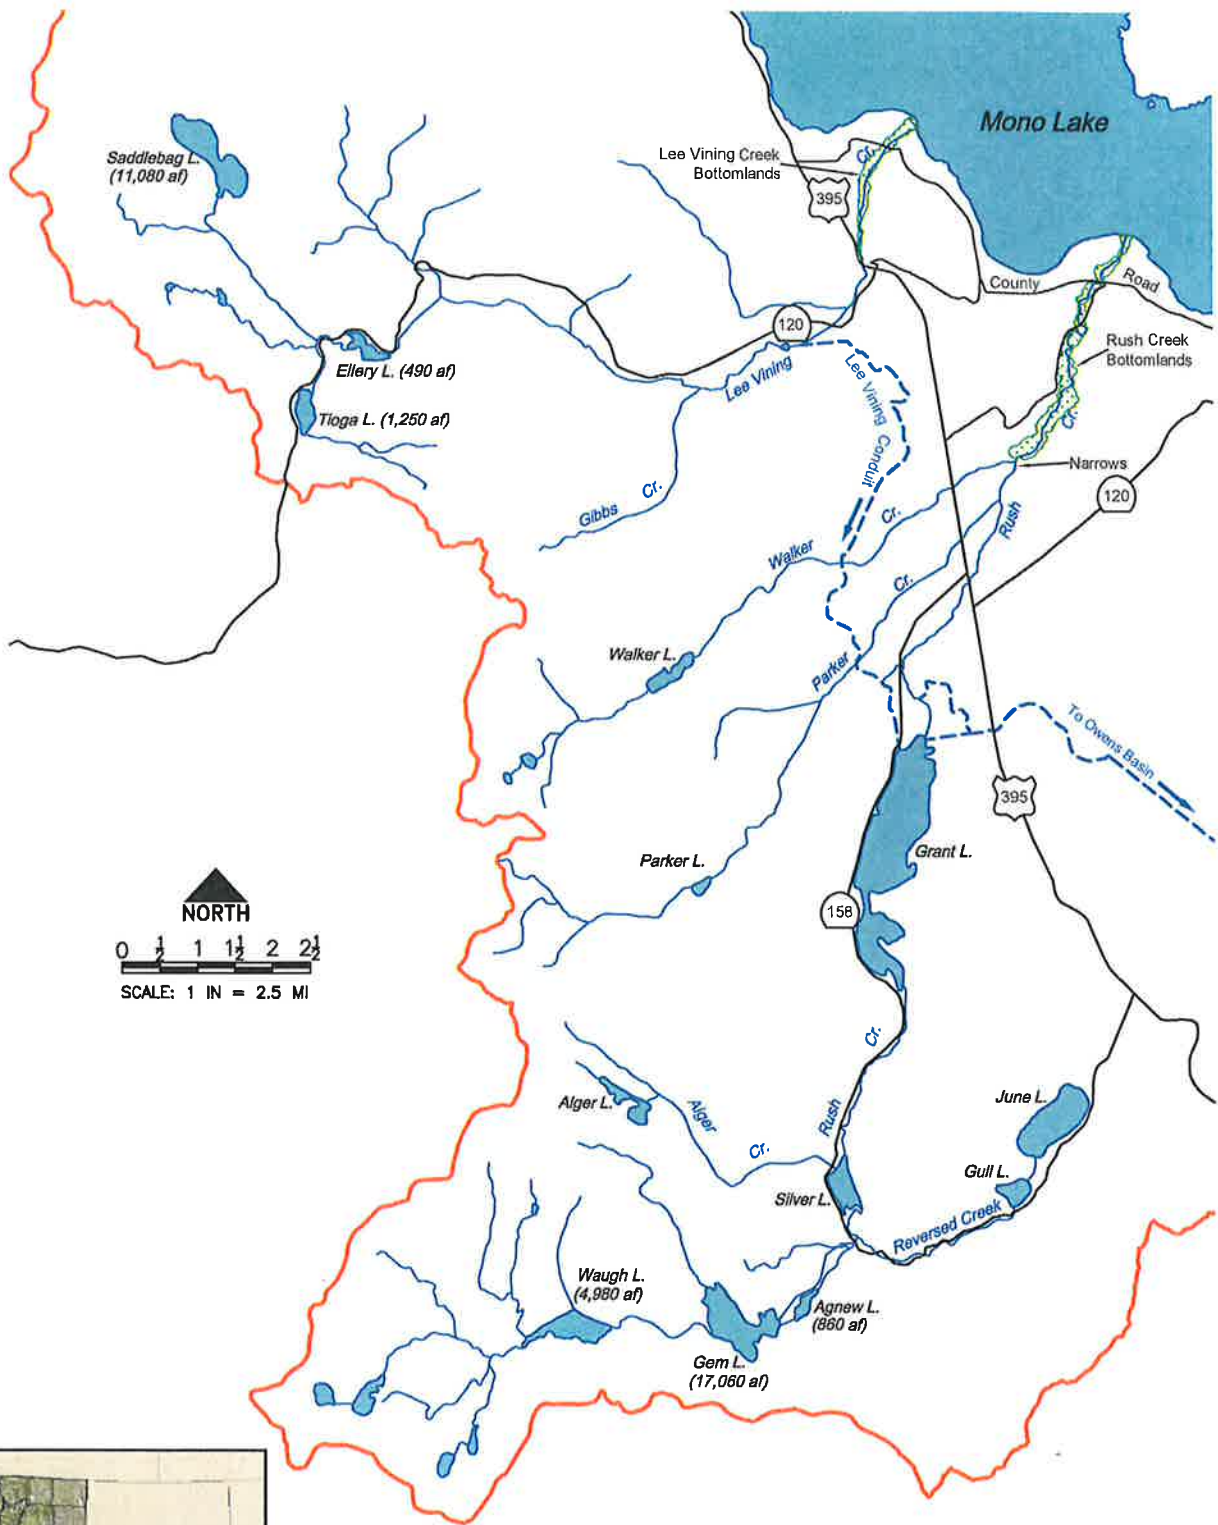 Mono Lake
Saddlebag L.
(11,080 af)
Lee Vining Creek
Bottomlands
Cr.
395
County
Road
120
Rush Creek
Bottomlands
Cr.
Ellery L. (490 af)
Tioga L. (1,250 af)
Lee Vining
Lee Vining Conduit
Narrows
120
Gibbs Cr.
Walker Cr.
Rush
Cr.
Parker
Walker L.
To Owens Basin
395
Grant L.
Parker L.
158
NORTH
0 ½ 1 1½ 2 2½
SCALE: 1 IN = 2.5 MI
Cr.
Rush
Alger L.
Alger
Cr.
June L.
Gull L.
Silver L.
Reversed Creek
Waugh L.
(4,980 af)
Agnew L.
(860 af)
Gem L.
(17,060 af)